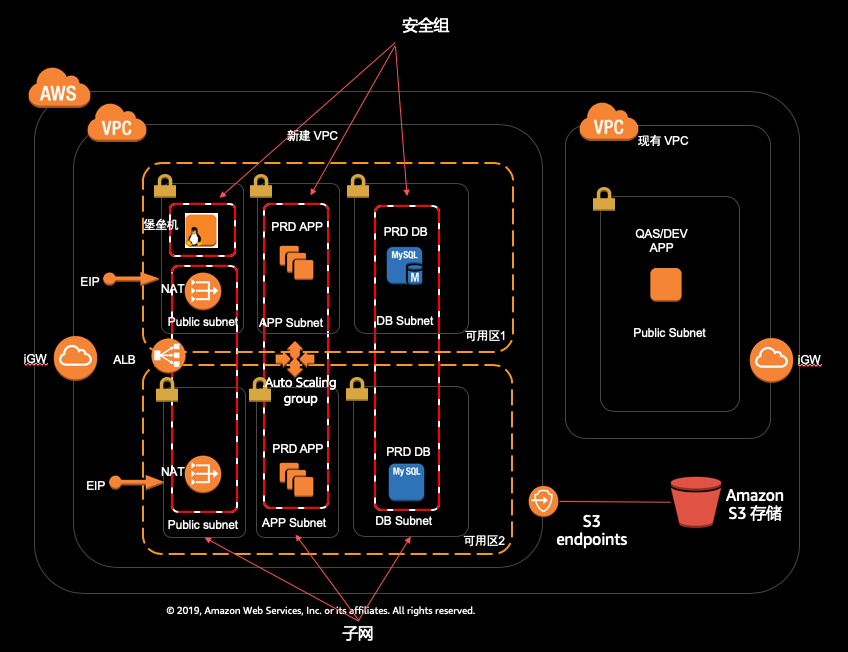 安全组
AWS
VPC
新建 VPC
VPC
现有 VPC
堡垒机
PRD APP
PRD DB
MySQL
M
QAS/DEV
APP
EIP
NAT
Public subnet
APP Subnet
DB Subnet
可用区1
Public Subnet
iGW
ALB
Auto Scaling
group
iGW
PRD APP
PRD DB
My SQL
NAT
EIP
Public subnet
APP Subnet
DB Subnet
可用区2
S3
endpoints
Amazon
S3 存储
© 2019, Amazon Web Services, Inc. or its affiliates. All rights reserved.
子网